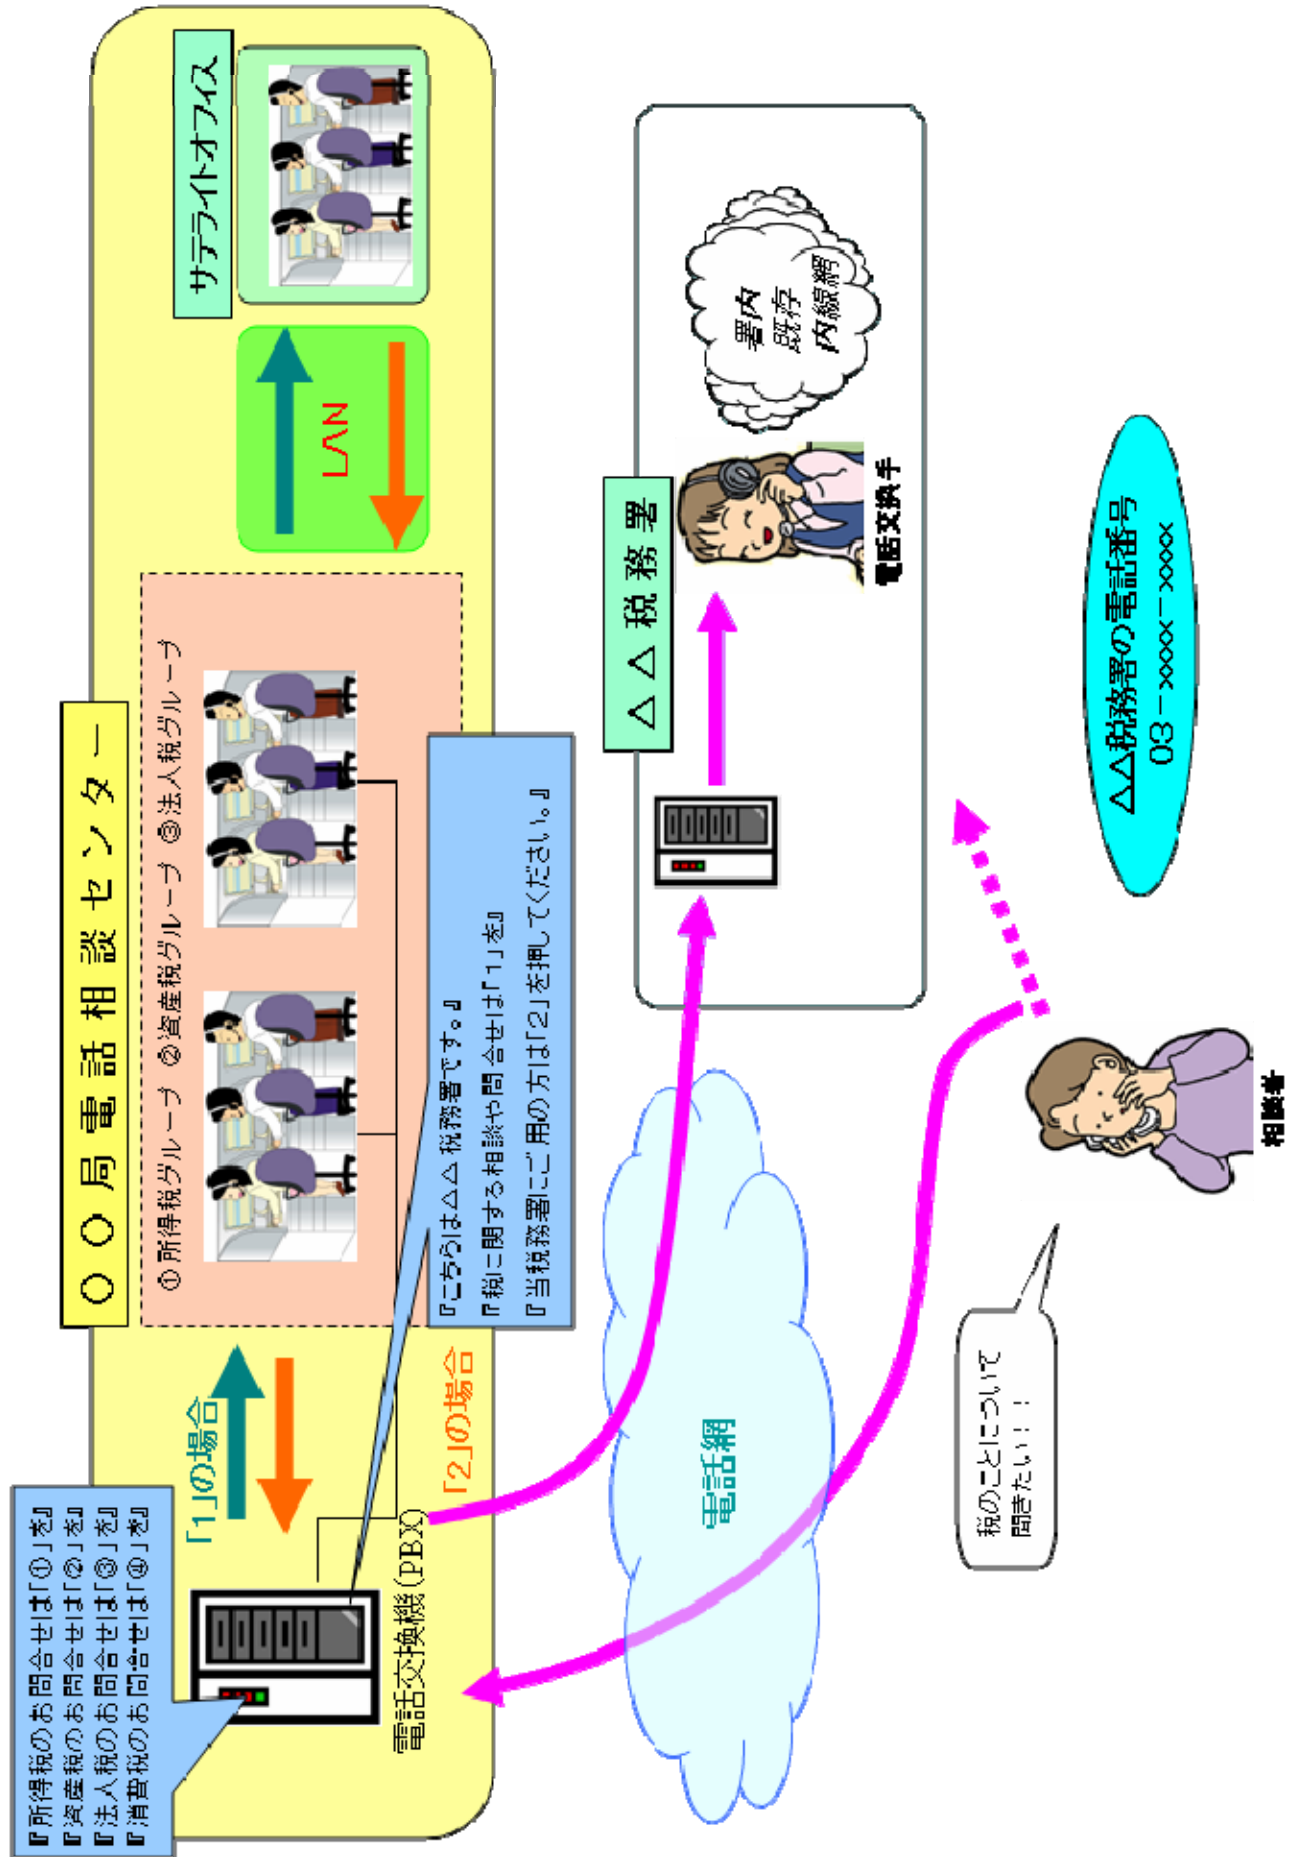 ○○局電話相談センター
サテライトオフィス
『所得税のお問合せは「①」を』
『資産税のお問合せは「②」を』
『法人税のお問合せは「③」を』
『消費税のお問合せは「④」を』
「1」の場合
①所得税グループ ②資産税グループ ③法人税グループ
LAN
電話交換機(PBX)
「2」の場合
『こちらは△△税務署です。』
『税に関する相談や問合せは「1」を』
『当税務署にご用の方は「2」を押してください。』
電話網
△△税務署
署内
既存
内線網
電話交換手
税のことについて
聞きたい！！
相談者
△△税務署の電話番号
03－xxxx－xxxx